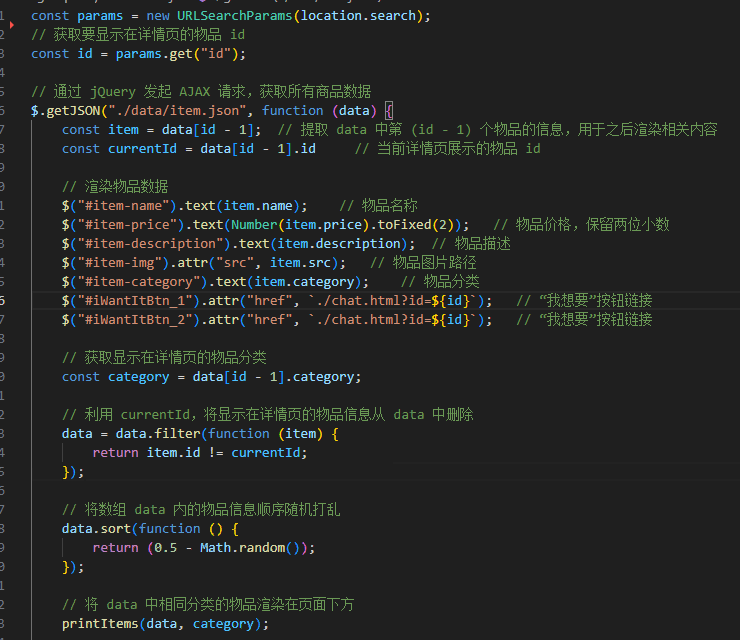 const params = new URLSearchParams(location.search);
// 获取要显示在详情页的物品 id
const id = params.get("id");
// 通过 jQuery 发起 AJAX 请求，获取所有商品数据
$.getJSON("./data/item.json", function (data) {
const item = data[id - 1];  // 提取 data 中第 (id - 1) 个物品的信息，用于之后渲染相关内容
const currentId = data[id - 1].id     // 当前详情页展示的物品 id
// 渲染物品数据
$("#item-name").text(item.name);    // 物品名称
$("#item-price").text(Number(item.price).toFixed(2));   // 物品价格，保留两位小数
$("#item-description").text(item.description);  // 物品描述
$("#item-img").attr("src", item.src);   // 物品图片路径
$("#item-category").text(item.category);    // 物品分类
$("#iWantItBtn_1").attr("href", `./chat.html?id=${id}`);   // “我想要”按钮链接
$("#iWantItBtn_2").attr("href", `./chat.html?id=${id}`);   // “我想要”按钮链接
// 获取显示在详情页的物品分类
const category = data[id - 1].category;
// 利用 currentId，将显示在详情页的物品信息从 data 中删除
data = data.filter(function (item) {
return item.id != currentId;
});
// 将数组 data 内的物品信息顺序随机打乱
data.sort(function () {
return (0.5 - Math.random());
});
// 将 data 中相同分类的物品渲染在页面下方
printItems(data, category);